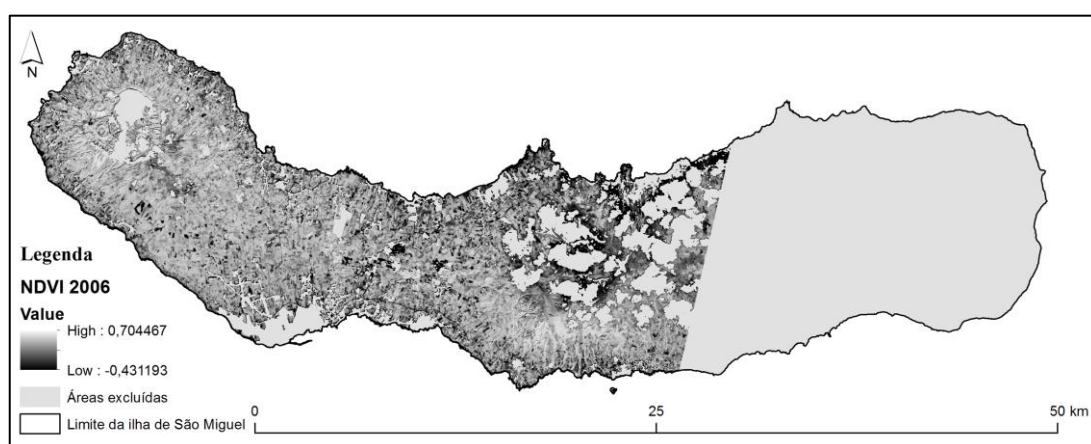 N
Legenda
NDVI 2006
Value
High : 0,704467
Low : -0,431193
Áreas excluídas
Limite da ilha de São Miguel
0 25 50 km